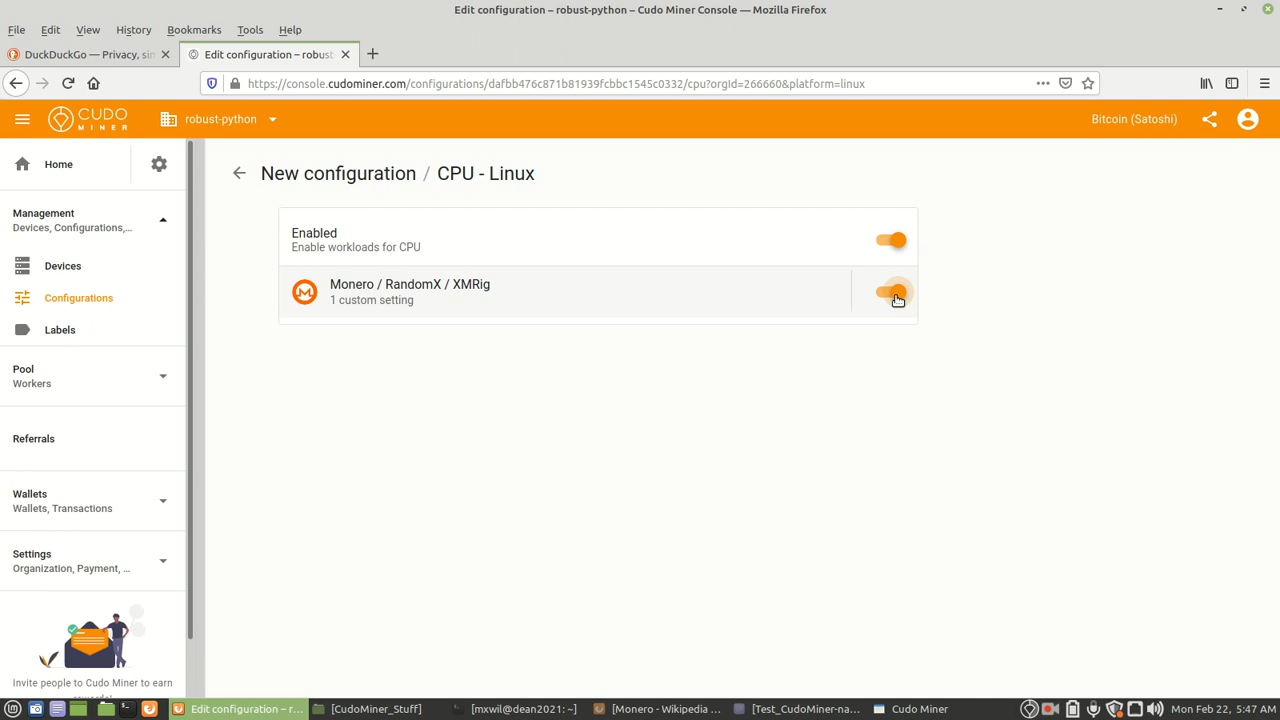 Edit configuration – robust-python – Cudo Miner Console — Mozilla Firefox
File Edit View History Bookmarks Tools Help
DuckDuckGo — Privacy, sim
Edit configuration – robust-
https://console.cudominer.com/configurations/dafbb476c871b81939fcbbc1545c0332/cpu?orgId=266660&platform=linux
CUDO
MINER
robust-python
Bitcoin (Satoshi)
Home
New configuration / CPU - Linux
Management
Devices, Configurations,...
Enabled
Enable workloads for CPU
Devices
Monero / RandomX / XMRig
1 custom setting
Configurations
Labels
Pool
Workers
Referrals
Wallets
Wallets, Transactions
Settings
Organization, Payment, ...
Invite people to Cudo Miner to earn
Edit configuration – r...
[CudoMiner_Stuff]
[mxwil@dean2021: ~]
[Monero - Wikipedia ...
[Test_CudoMiner-na...
Cudo Miner
Mon Feb 22, 5:47 AM